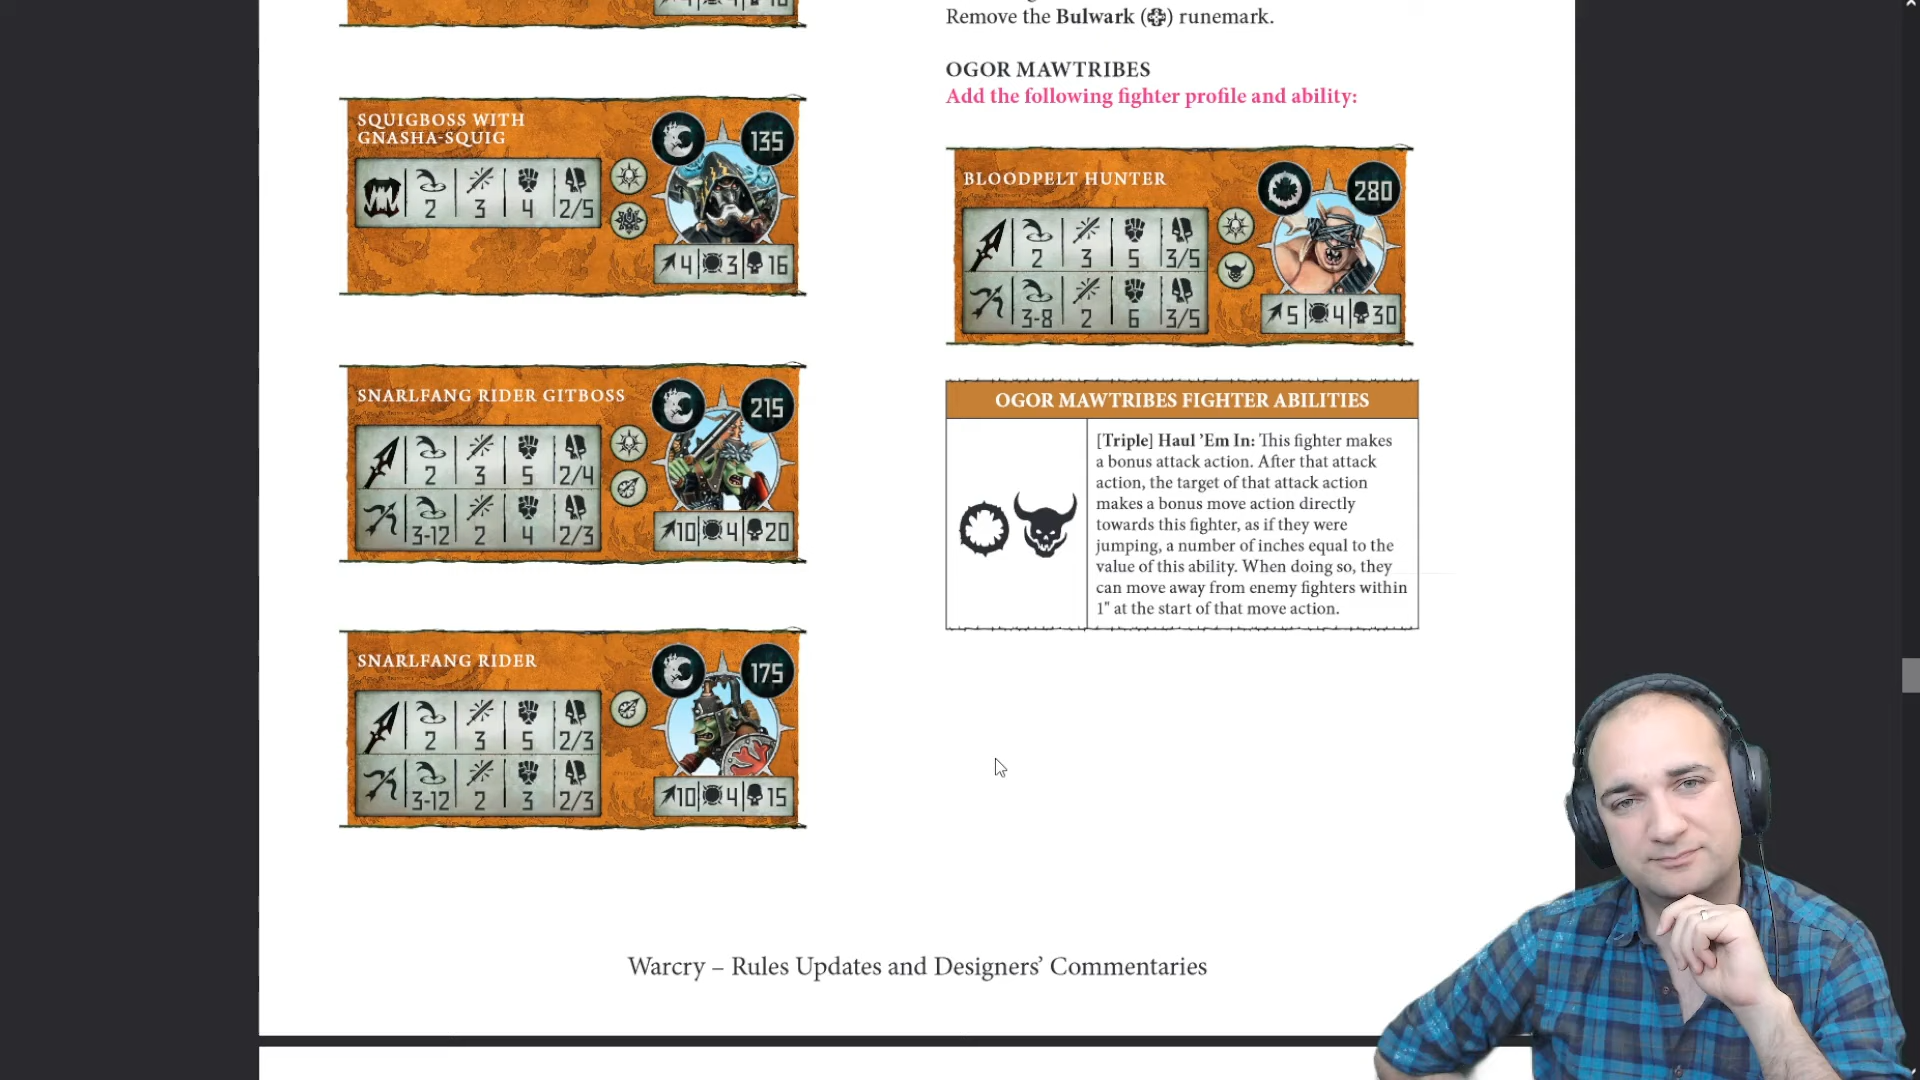 SQUIGBOSS WITH
GNASHA-SQUIG
135
2 3 4 2/5
4 3 16
SNARLFANG RIDER GITBOSS
215
2 3 5 2/4
3-12 2 4 2/3
10 4 20
SNARLFANG RIDER
175
2 3 5 2/3
3-12 2 3 2/3
10 4 15
Remove the Bulwark ( ) runemark.
OGOR MAWTRIBES
Add the following fighter profile and ability:
BLOODPELT HUNTER
280
2 3 5 3/5
3-8 2 6 3/5
5 4 30
OGOR MAWTRIBES FIGHTER ABILITIES
[Triple] Haul ’Em In: This fighter makes
a bonus attack action. After that attack
action, the target of that attack action
makes a bonus move action directly
towards this fighter, as if they were
jumping, a number of inches equal to the
value of this ability. When doing so, they
can move away from enemy fighters within
1" at the start of that move action.
Warcry – Rules Updates and Designers’ Commentaries